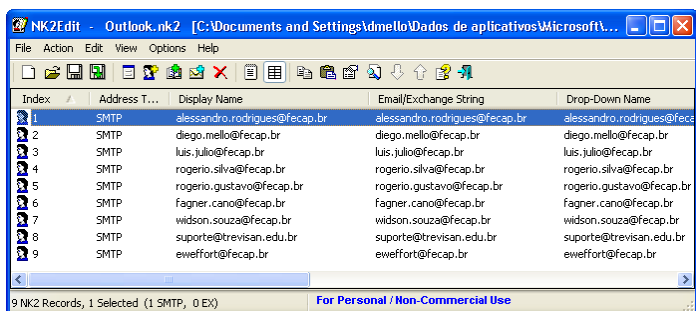 NK2Edit - Outlook.nk2 [C:\Documents and Settings\dmello\Dados de aplicativos\Microsoft\...
File Action Edit View Options Help
Index Address T... Display Name Email/Exchange String Drop-Down Name
1 SMTP alessandro.rodrigues@fecap.br alessandro.rodrigues@fecap.br alessandro.rodrigues@feca
2 SMTP diego.mello@fecap.br diego.mello@fecap.br diego.mello@fecap.br
3 SMTP luis.julio@fecap.br luis.julio@fecap.br luis.julio@fecap.br
4 SMTP rogerio.silva@fecap.br rogerio.silva@fecap.br rogerio.silva@fecap.br
5 SMTP rogerio.gustavo@fecap.br rogerio.gustavo@fecap.br rogerio.gustavo@fecap.br
6 SMTP fagner.cano@fecap.br fagner.cano@fecap.br fagner.cano@fecap.br
7 SMTP widson.souza@fecap.br widson.souza@fecap.br widson.souza@fecap.br
8 SMTP suporte@trevisan.edu.br suporte@trevisan.edu.br suporte@trevisan.edu.br
9 SMTP eweffort@fecap.br eweffort@fecap.br eweffort@fecap.br
9 NK2 Records, 1 Selected (1 SMTP, 0 EX) For Personal / Non-Commercial Use